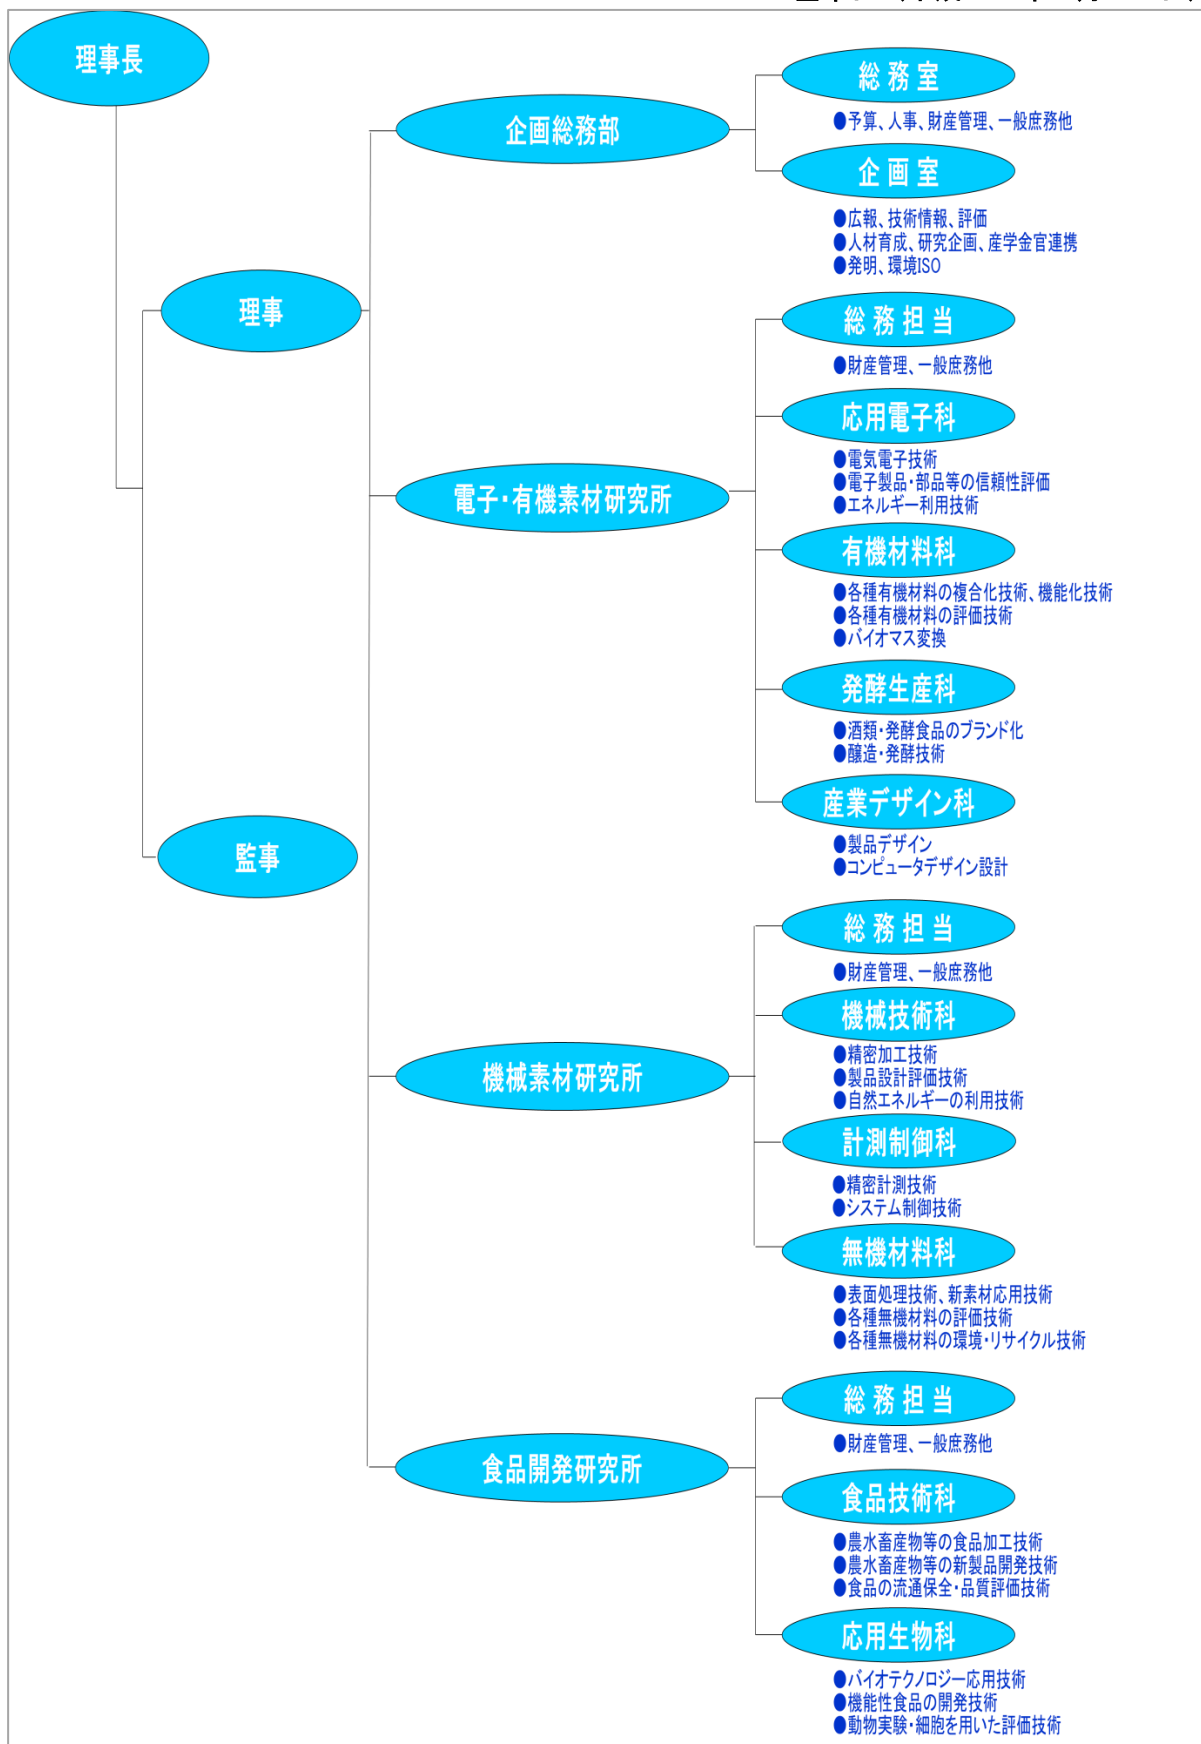 理事長
理事
監事
企画総務部
総務室
●予算、人事、財産管理、一般庶務他
企画室
●広報、技術情報、評価
●人材育成、研究企画、産学金官連携
●発明、環境ISO
電子・有機素材研究所
総務担当
●財産管理、一般庶務他
応用電子科
●電気電子技術
●電子製品・部品等の信頼性評価
●エネルギー利用技術
有機材料科
●各種有機材料の複合化技術、機能化技術
●各種有機材料の評価技術
●バイオマス変換
発酵生産科
●酒類・発酵食品のブランド化
●醸造・発酵技術
産業デザイン科
●製品デザイン
●コンピュータデザイン設計
機械素材研究所
総務担当
●財産管理、一般庶務他
機械技術科
●精密加工技術
●製品設計評価技術
●自然エネルギーの利用技術
計測制御科
●精密計測技術
●システム制御技術
無機材料科
●表面処理技術、新素材応用技術
●各種無機材料の評価技術
●各種無機材料の環境・リサイクル技術
食品開発研究所
総務担当
●財産管理、一般庶務他
食品技術科
●農水畜産物等の食品加工技術
●農水畜産物等の新製品開発技術
●食品の流通保全・品質評価技術
応用生物科
●バイオテクノロジー応用技術
●機能性食品の開発技術
●動物実験・細胞を用いた評価技術